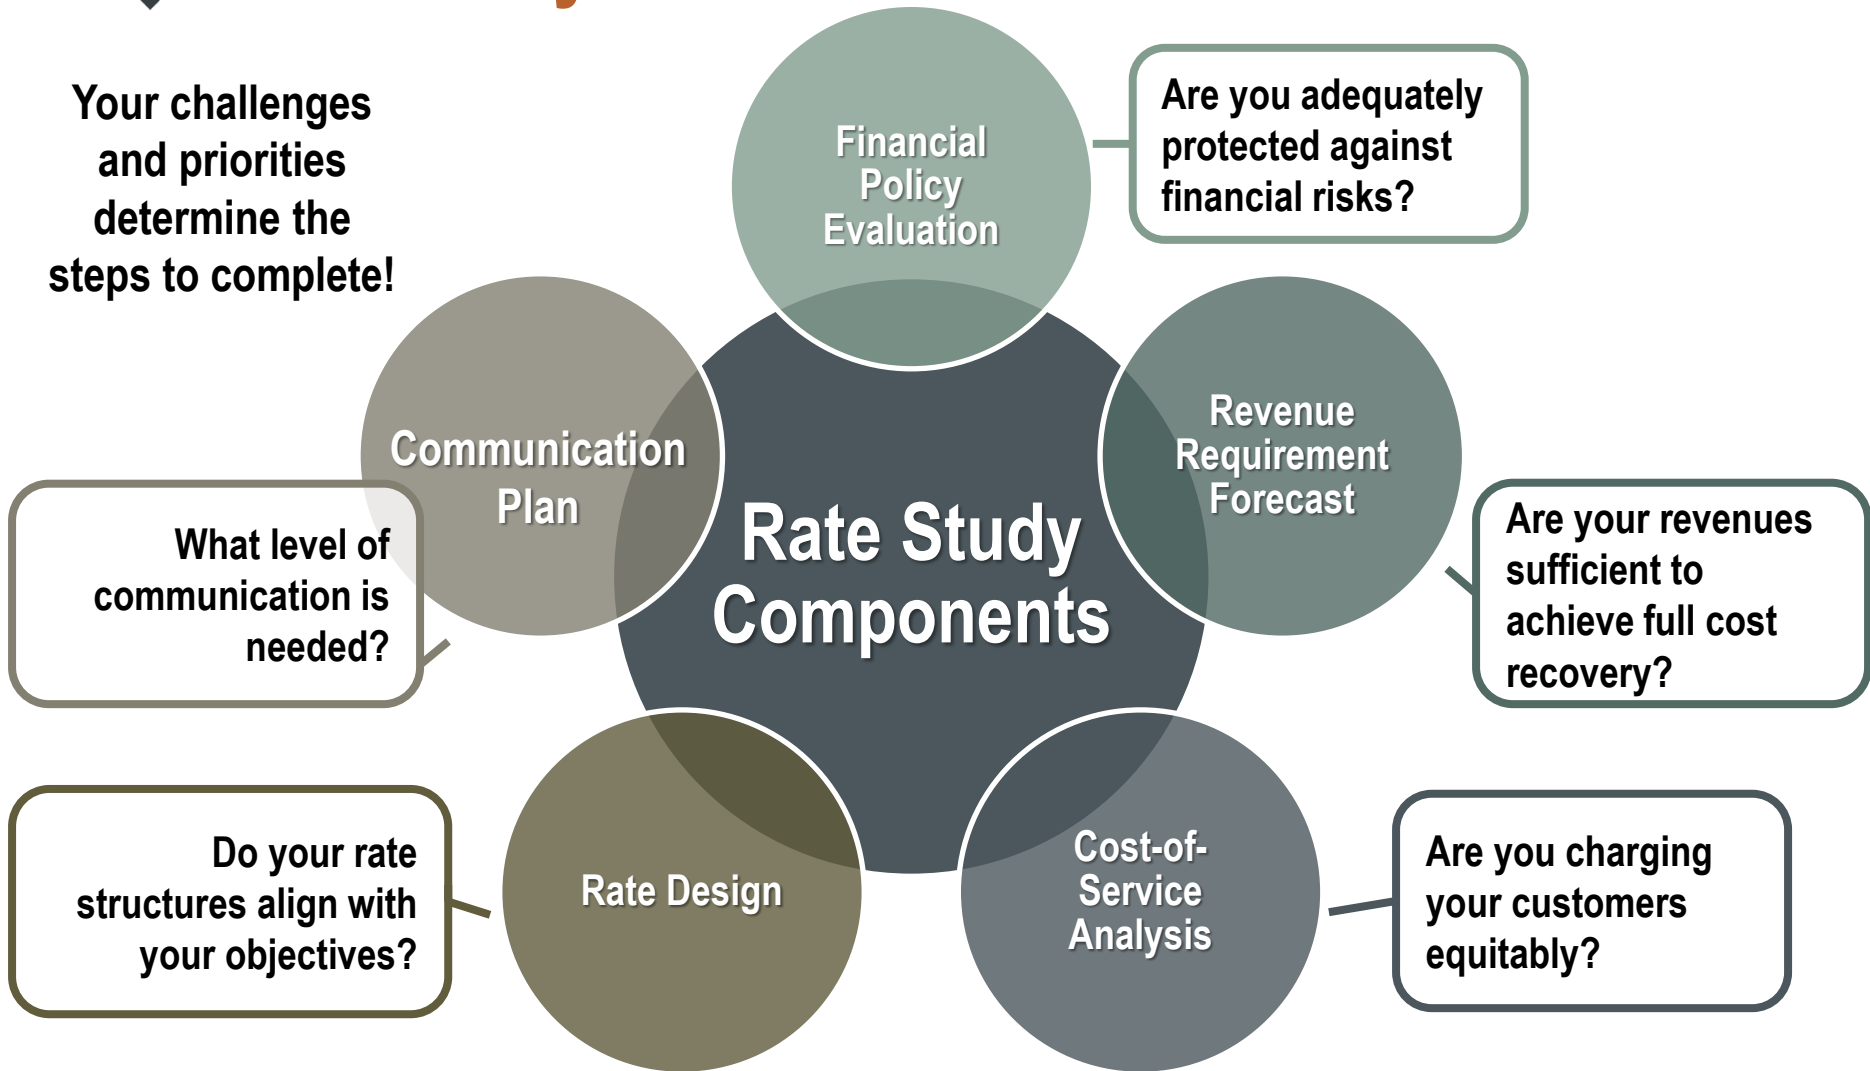 Your challenges
and priorities
determine the
steps to complete!
Financial
Policy
Evaluation
Are you adequately
protected against
financial risks?
Revenue
Requirement
Forecast
Are your revenues
sufficient to
achieve full cost
recovery?
Cost-of-
Service
Analysis
Are you charging
your customers
equitably?
Rate Design
Do your rate
structures align with
your objectives?
Communication
Plan
What level of
communication is
needed?
Rate Study
Components